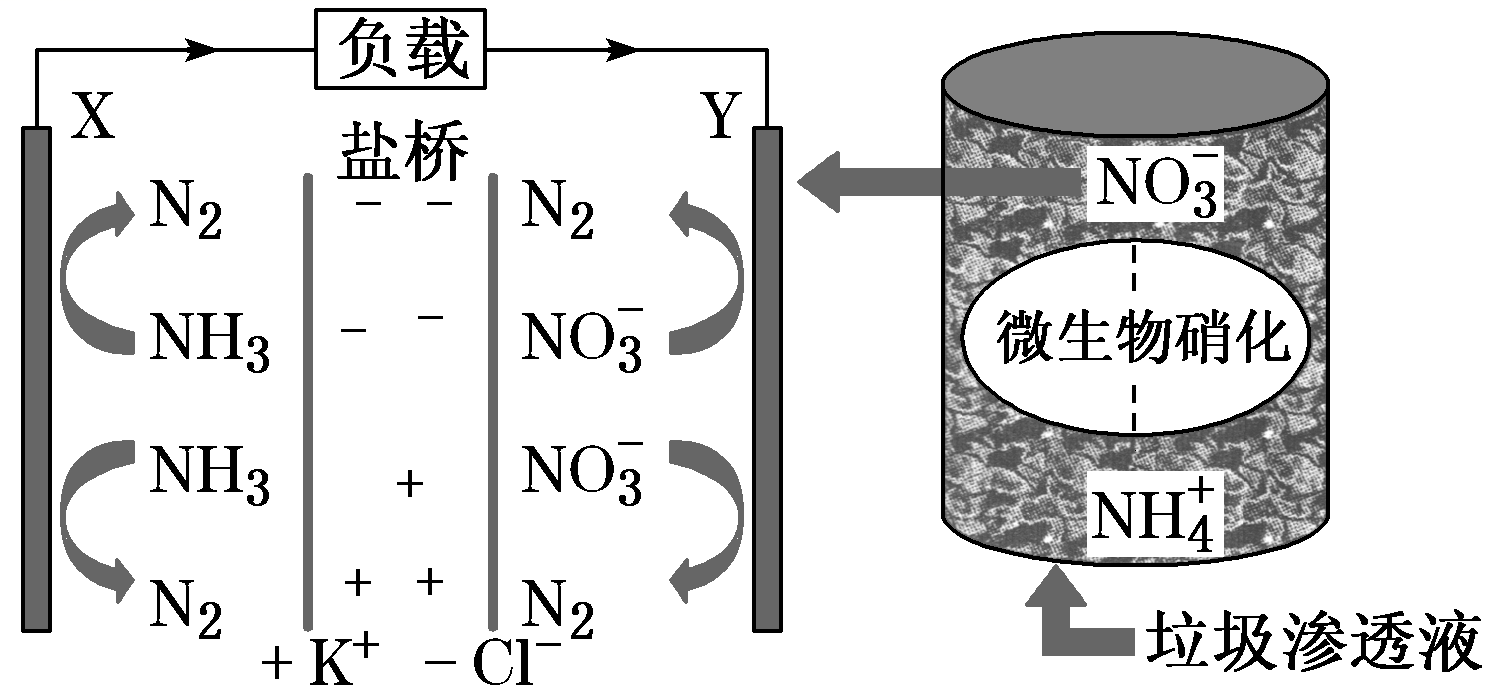 负载
X
Y
盐桥
N₂
− −
N₂
NO₃⁻
NH₃
− −
NO₃⁻
微生物硝化
NH₃
+
NO₃⁻
NH₄⁺
N₂
+ +
N₂
+K⁺ −Cl⁻
垃圾渗透液